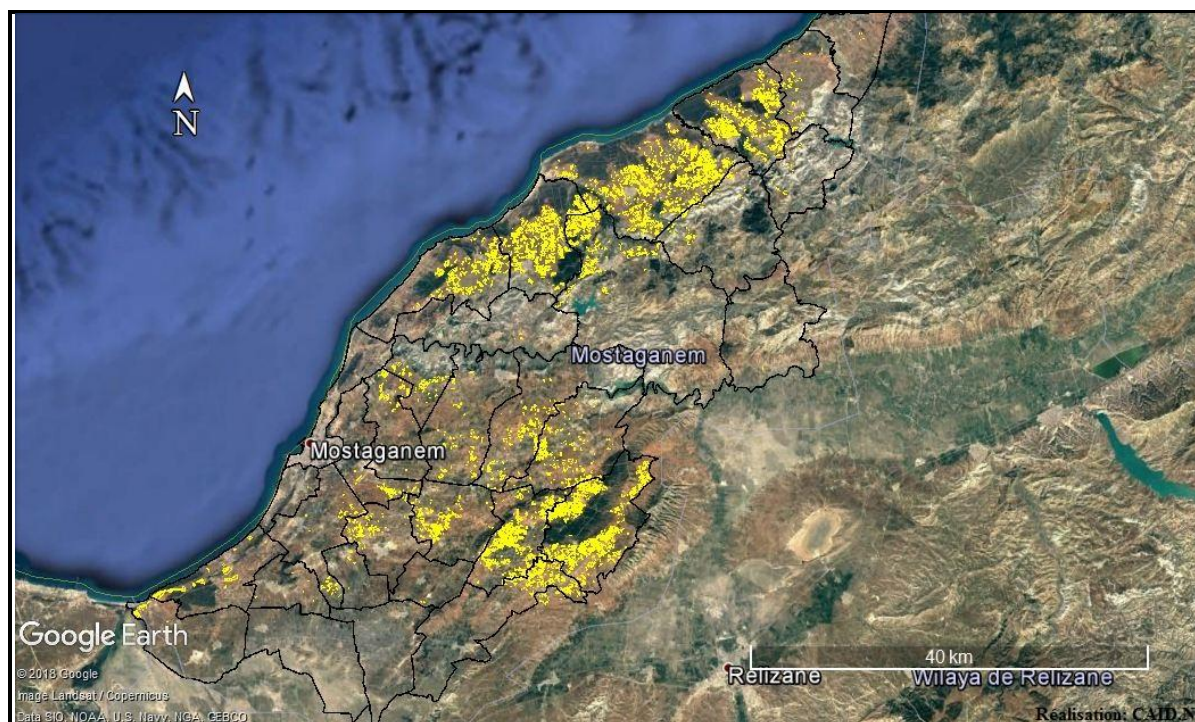 N
Mostaganem
Mostaganem
Google Earth
40 km
© 2018 Google
Relizane
Wilaya de Relizane
Image Landsat / Copernicus
Data SIO, NOAA, U.S. Navy, NGA, GEBCO
Réalisation: CAID.N